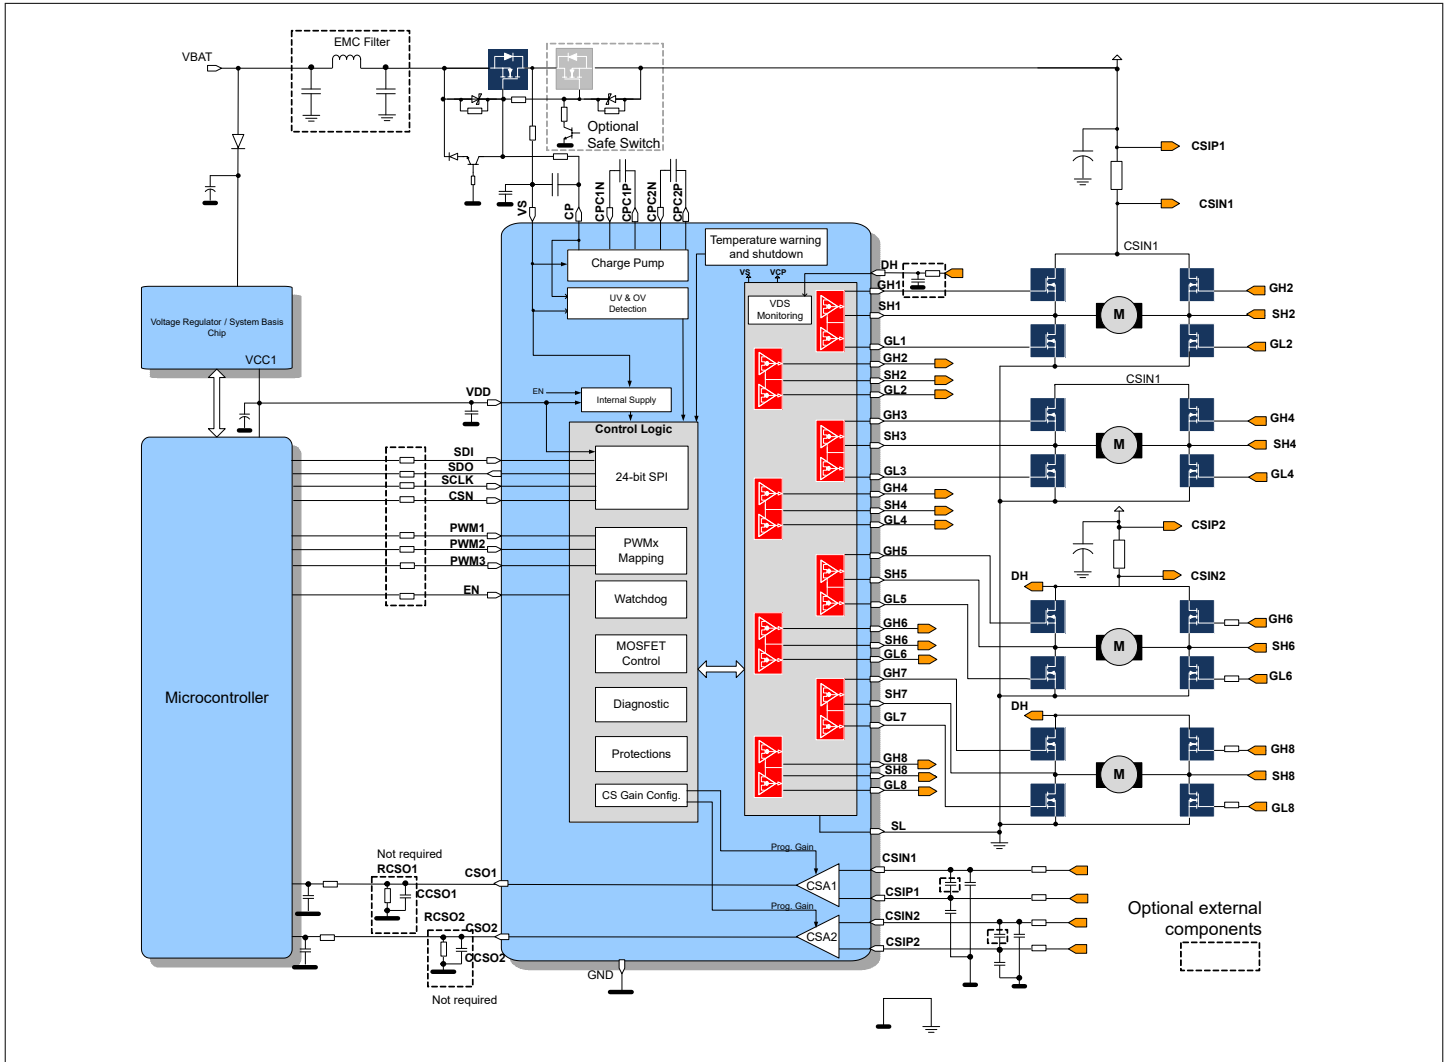 EMC Filter
VBAT
Optional
Safe Switch
CSIP1
CSIN1
VS
CP
CPC1N
CPC1P
CPC2N
CPC2P
Temperature warning
and shutdown
Charge Pump
DH
VS
VCP
CSIN1
UV & OV
Detection
VDS
Monitoring
GH1
SH1
GL1
M
GH2
SH2
GL2
Voltage Regulator / System Basis
Chip
VCC1
GH2
SH2
GL2
VDD
EN
Internal Supply
CSIN1
Control Logic
24-bit SPI
SDI
SDO
SCLK
CSN
GH3
SH3
GL3
M
GH4
SH4
GL4
GH4
SH4
GL4
PWM1
PWM2
PWM3
PWMx
Mapping
EN
Watchdog
CSIP2
CSIN2
GH5
SH5
GL5
DH
M
GH6
SH6
GL6
GH6
SH6
GL6
MOSFET
Control
Microcontroller
Diagnostic
GH7
SH7
GL7
DH
M
GH8
SH8
GL8
Protections
GH8
SH8
GL8
CS Gain Config.
SL
Prog. Gain
CSIN1
Not required
RCSO1
CCSO1
CSO1
CSA1
CSIP1
Prog. Gain
CSIN2
RCSO2
CSO2
CCSO2
CSA2
CSIP2
Not required
GND
Optional external
components